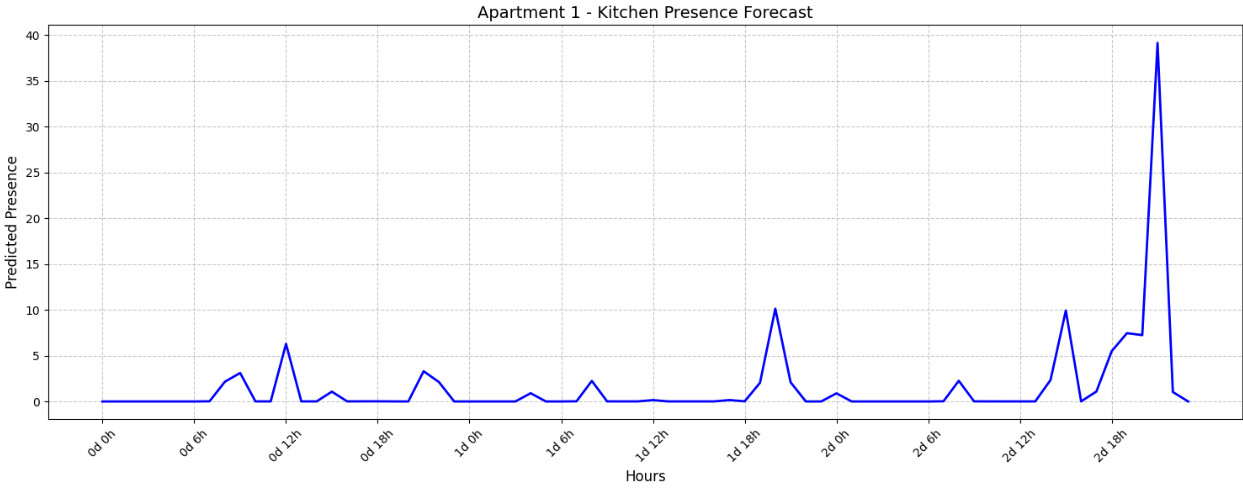 Apartment 1 - Kitchen Presence Forecast
40
35
30
25
20
15
10
5
0
Predicted Presence
0d 0h
0d 6h
0d 12h
0d 18h
1d 0h
1d 6h
1d 12h
1d 18h
2d 0h
2d 6h
2d 12h
2d 18h
Hours